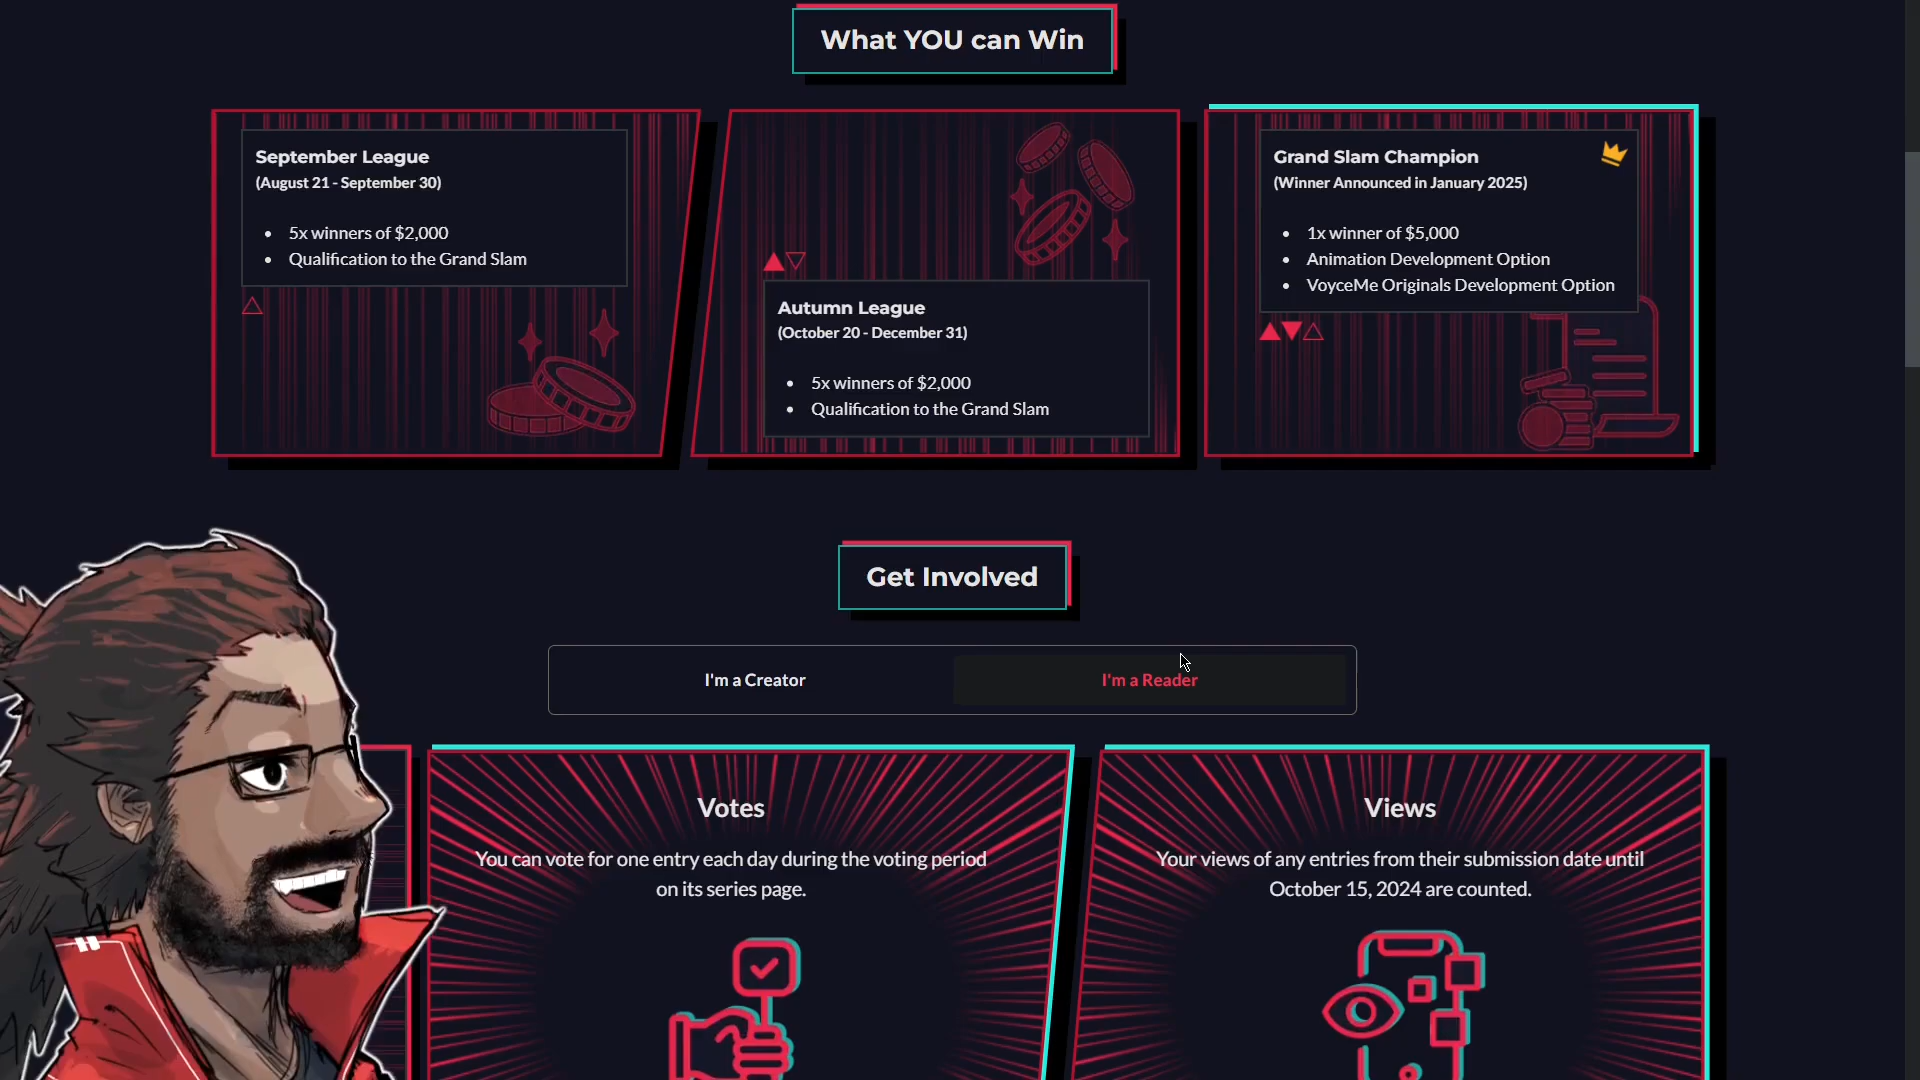 What YOU can Win
September League
(August 21 - September 30)
5x winners of $2,000
Qualification to the Grand Slam
Autumn League
(October 20 - December 31)
5x winners of $2,000
Qualification to the Grand Slam
Grand Slam Champion
(Winner Announced in January 2025)
1x winner of $5,000
Animation Development Option
VoyceMe Originals Development Option
Get Involved
I'm a Creator
I'm a Reader
Votes
You can vote for one entry each day during the voting period
on its series page.
Views
Your views of any entries from their submission date until
October 15, 2024 are counted.